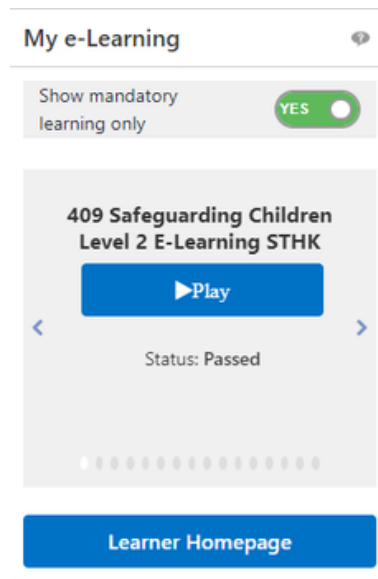 My e-Learning
Show mandatory
learning only
YES
409 Safeguarding Children
Level 2 E-Learning STHK
Play
Status: Passed
Learner Homepage